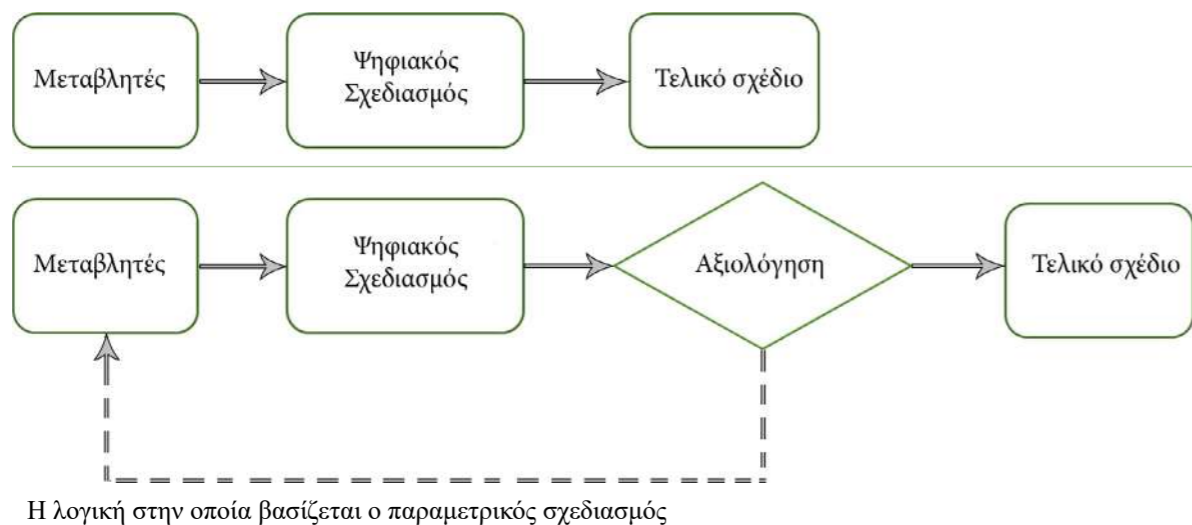 Μεταβλητές
Ψηφιακός
Σχεδιασμός
Τελικό σχέδιο
Μεταβλητές
Ψηφιακός
Σχεδιασμός
Αξιολόγηση
Τελικό σχέδιο
Η λογική στην οποία βασίζεται ο παραμετρικός σχεδιασμός